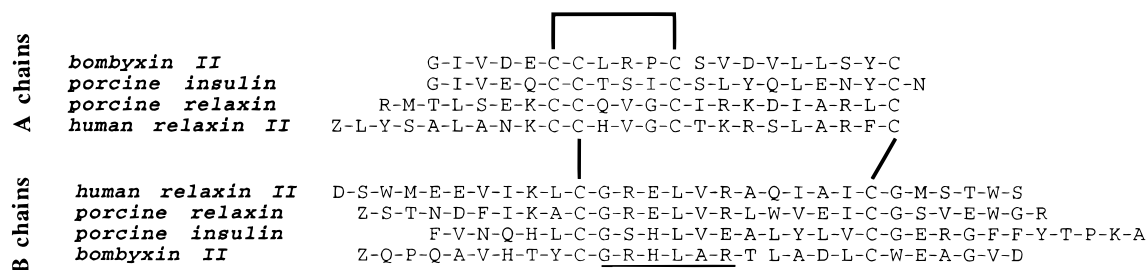 A chains
bombyxin II G-I-V-D-E-C-C-L-R-P-C-S-V-D-V-L-L-S-Y-C
porcine insulin G-I-V-E-Q-C-C-T-S-I-C-S-L-Y-Q-L-E-N-Y-C-N
porcine relaxin R-M-T-L-S-E-K-C-C-Q-V-G-C-I-R-K-D-I-A-R-L-C
human relaxin II Z-L-Y-S-A-L-A-N-K-C-C-H-V-G-C-T-K-R-S-L-A-R-F-C
B chains
human relaxin II D-S-W-M-E-E-V-I-K-L-C-G-R-E-L-V-R-A-Q-I-A-I-C-G-M-S-T-W-S
porcine relaxin Z-S-T-N-D-F-I-K-A-C-G-R-E-L-V-R-L-W-V-E-I-C-G-S-V-E-W-G-R
porcine insulin F-V-N-Q-H-L-C-G-S-H-L-V-E-A-L-Y-L-V-C-G-E-R-G-F-F-Y-T-P-K-A
bombyxin II Z-Q-P-Q-A-V-H-T-Y-C-G-R-H-L-A-R-T-L-A-D-L-C-W-E-A-G-V-D